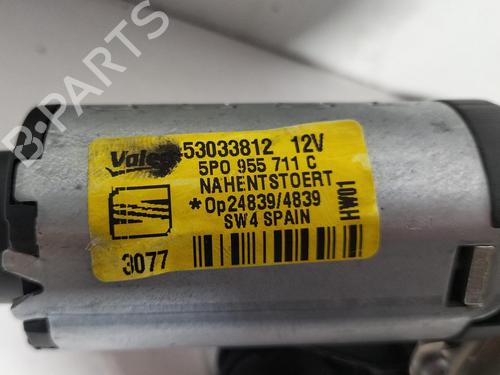 Valeo 53033812 12V
5P0 955 711 C
NAHENTSTOERT
*Op24839/4839
SW4 SPAIN
HW01
3077
B-Parts